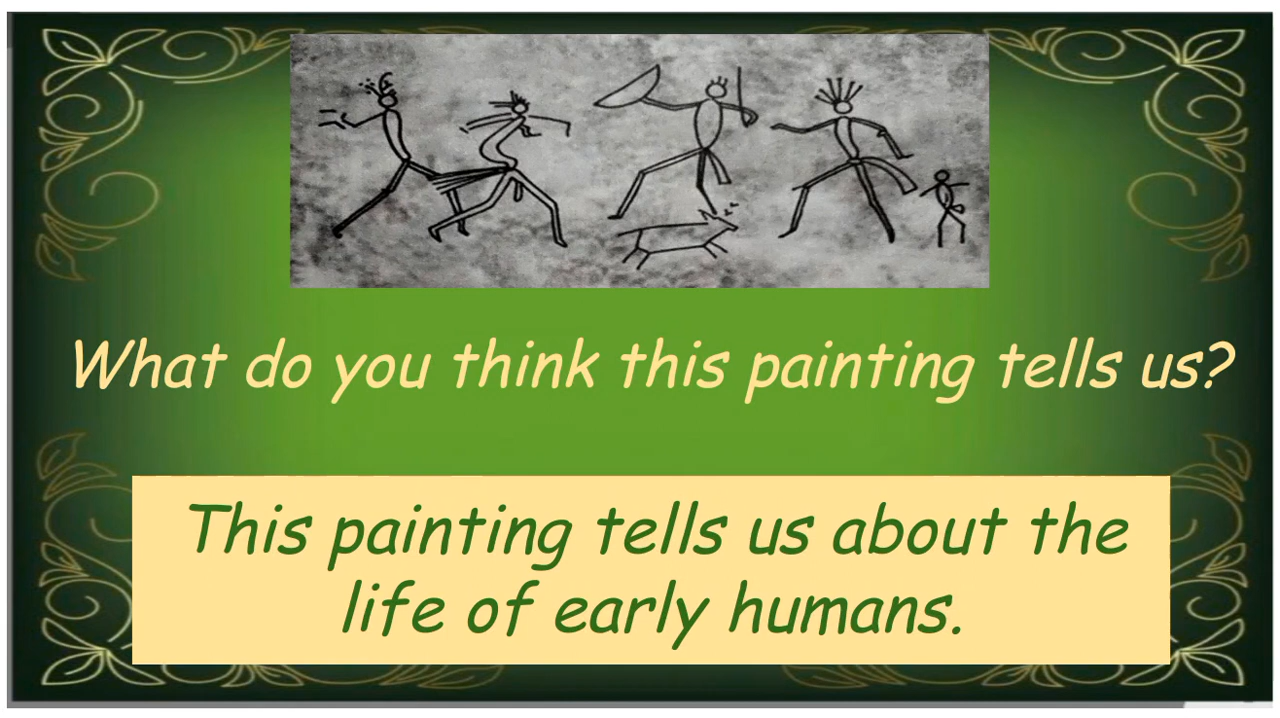 What do you think this painting tells us?
This painting tells us about the
life of early humans.